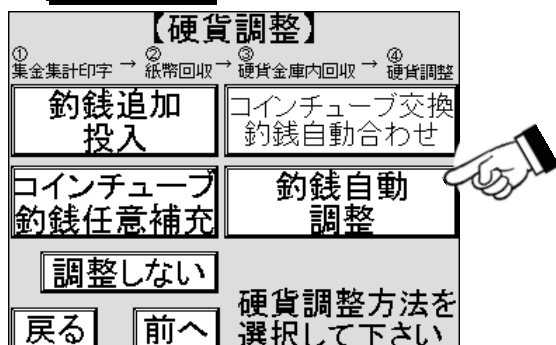 【硬貨調整】
① ② ③ ④
集金集計印字 → 紙幣回収 → 硬貨金庫内回収 → 硬貨調整
釣銭追加
投入
コインチューブ交換
釣銭自動合わせ
コインチューブ
釣銭任意補充
釣銭自動
調整
調整しない
硬貨調整方法を
選択して下さい
戻る
前へ